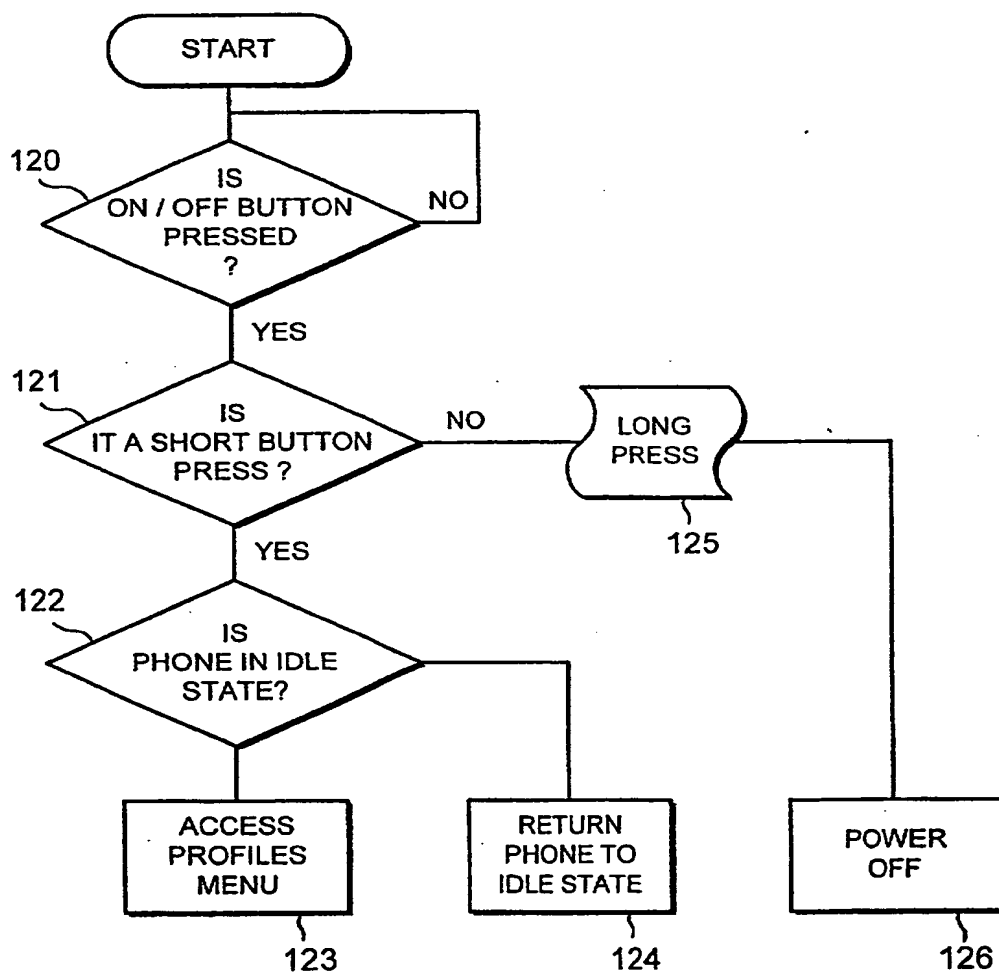 START
120
IS
ON / OFF BUTTON
PRESSED
?
NO
YES
121
IS
IT A SHORT BUTTON
PRESS ?
NO
LONG
PRESS
125
YES
122
IS
PHONE IN IDLE
STATE?
ACCESS
PROFILES
MENU
123
RETURN
PHONE TO
IDLE STATE
124
POWER
OFF
126